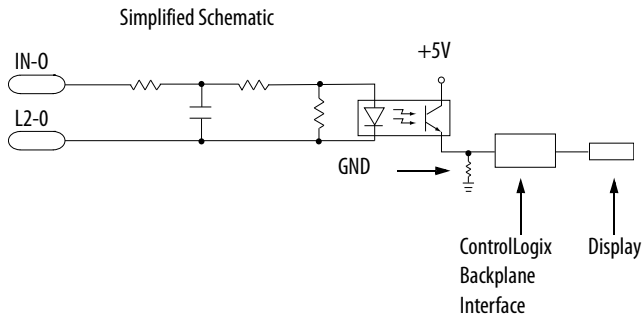 Simplified Schematic
IN-0
+5V
L2-0
GND
ControlLogix
Backplane
Interface
Display